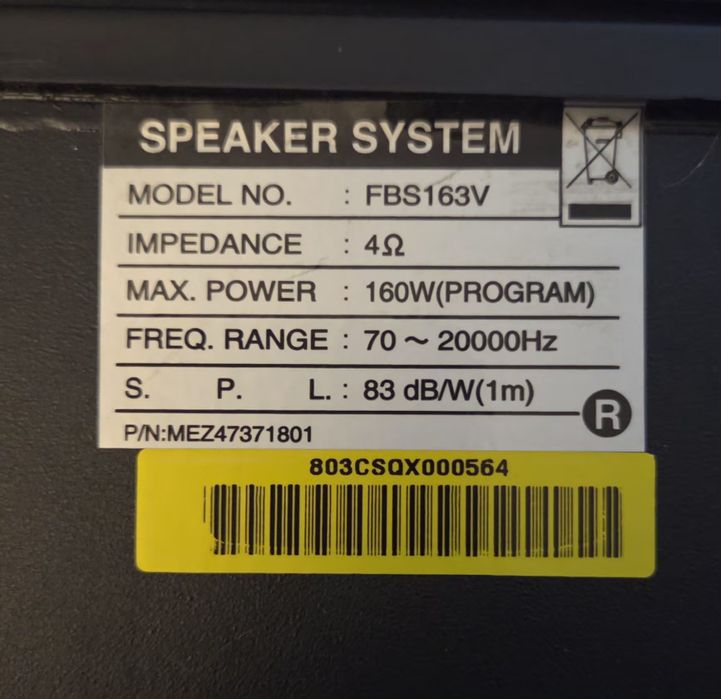 SPEAKER SYSTEM
MODEL NO. : FBS163V
IMPEDANCE : 4Ω
MAX. POWER : 160W(PROGRAM)
FREQ. RANGE : 70 ~ 20000Hz
S. P. L. : 83 dB/W(1m)
R
P/N:MEZ47371801
803CSQX000564